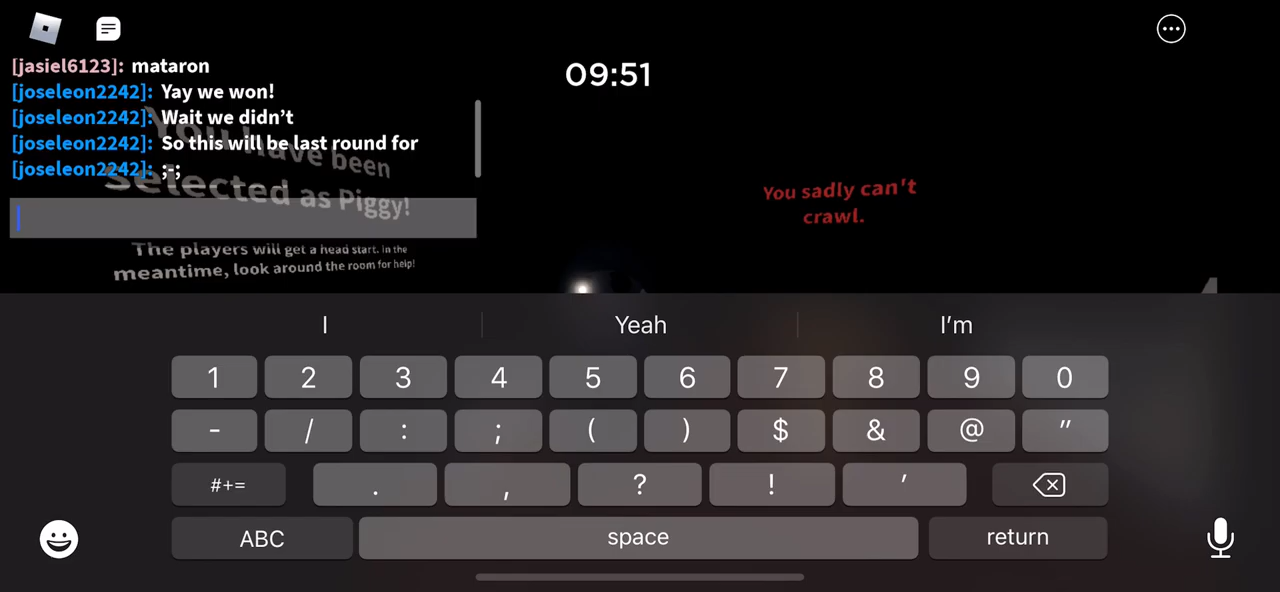 [jasiel6123]: mataron
09:51
[joseleon2242]: Yay we won!
[joseleon2242]: Wait we didn't
[joseleon2242]: So this will be last round for
[joseleon2242]: ;-;
You have been
selected as Piggy!
The players will get a head start. In the
meantime, look around the room for help!
You sadly can't
crawl.
I Yeah I'm
1 2 3 4 5 6 7 8 9 0
- / : ; ( ) $ & @ "
#+= . , ? ! '
ABC space return